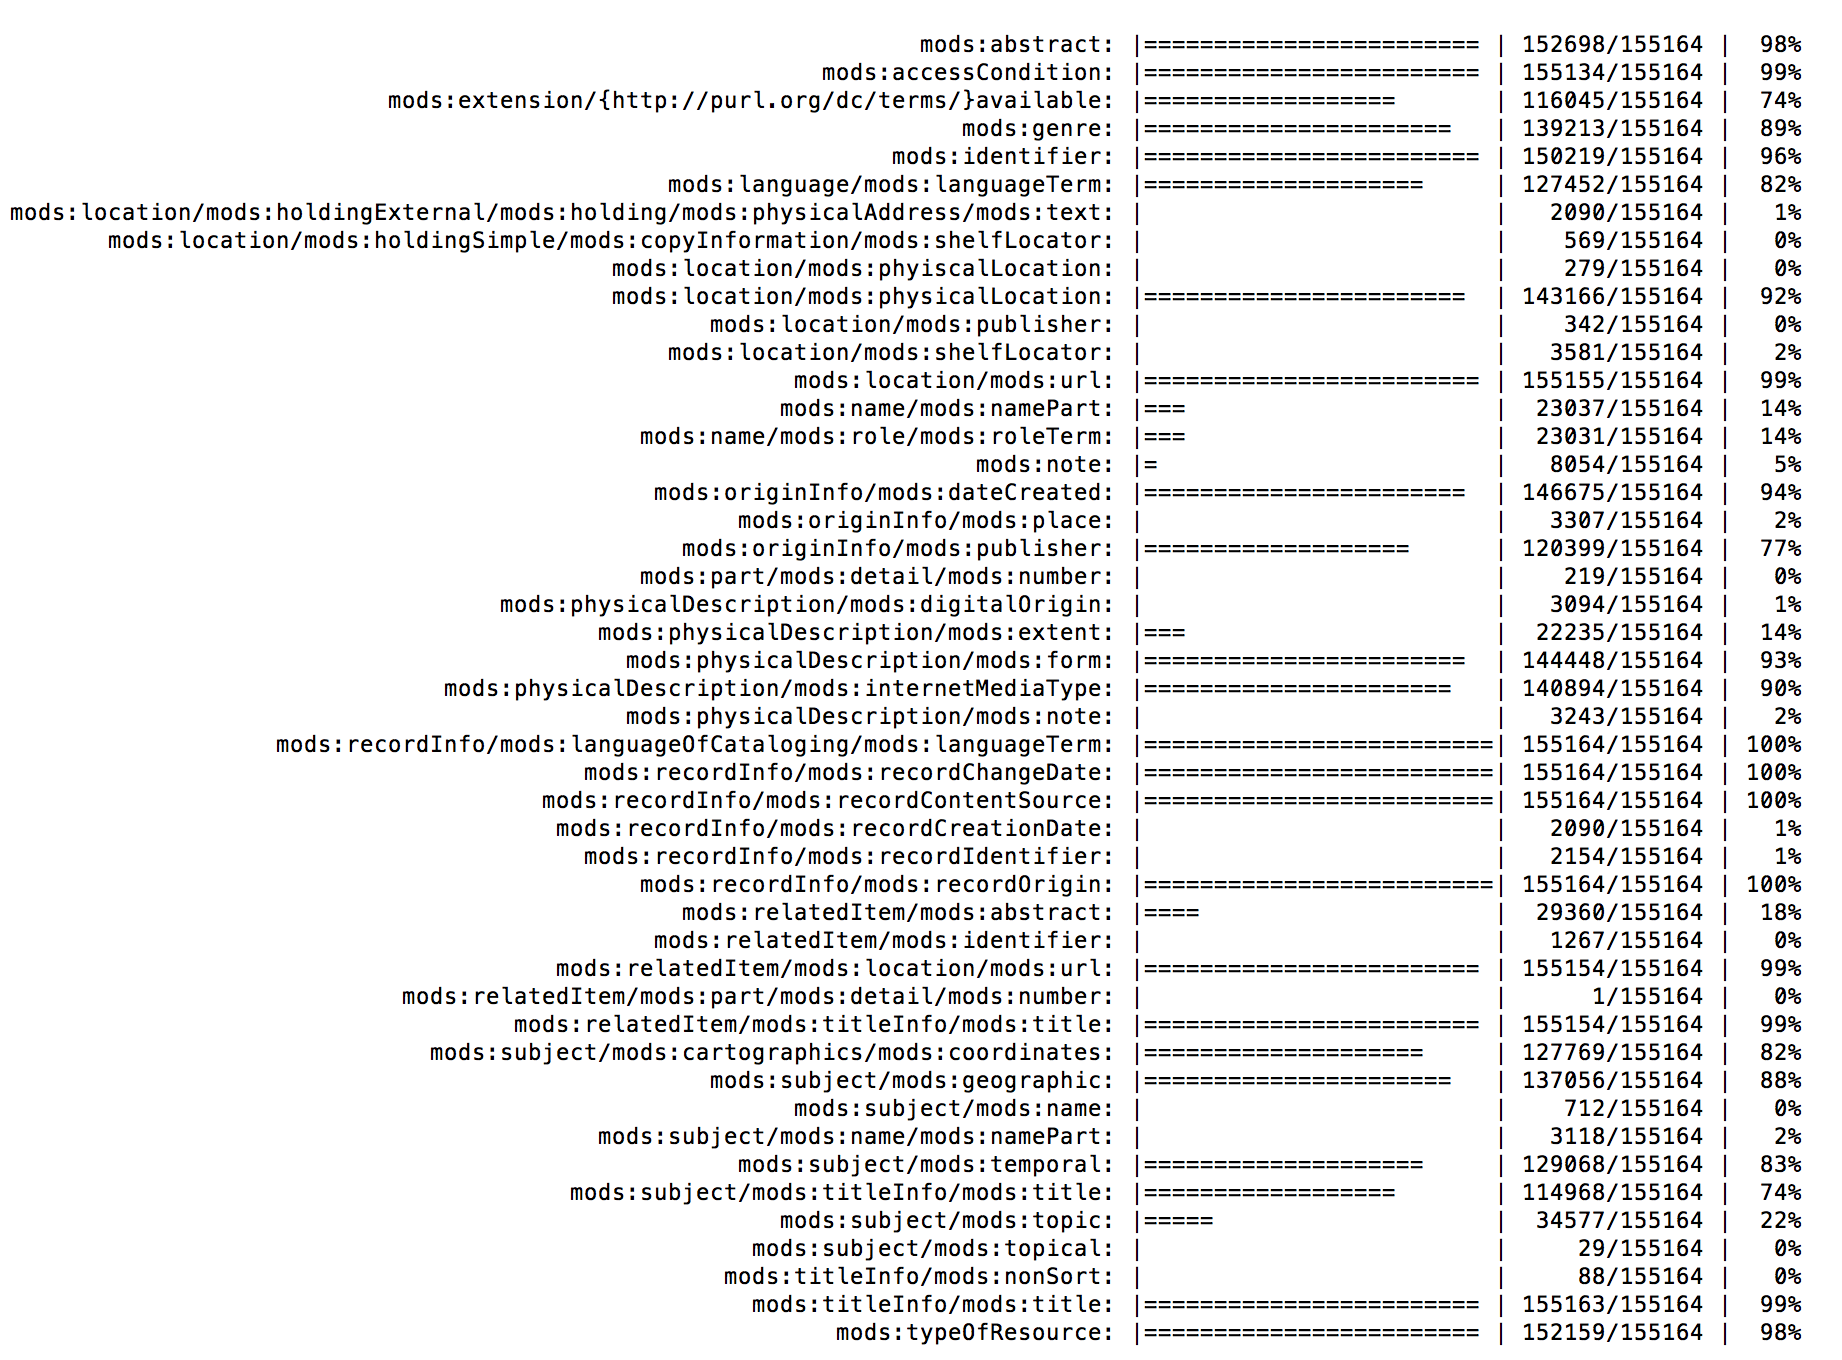 mods:abstract: |======================== | 152698/155164 | 98%
mods:accessCondition: |======================== | 155134/155164 | 99%
mods:extension/{http://purl.org/dc/terms/}available: |================== | 116045/155164 | 74%
mods:genre: |====================== | 139213/155164 | 89%
mods:identifier: |======================== | 150219/155164 | 96%
mods:language/mods:languageTerm: |==================== | 127452/155164 | 82%
mods:location/mods:holdingExternal/mods:holding/mods:physicalAddress/mods:text: | | 2090/155164 | 1%
mods:location/mods:holdingSimple/mods:copyInformation/mods:shelfLocator: | | 569/155164 | 0%
mods:location/mods:phyiscalLocation: | | 279/155164 | 0%
mods:location/mods:physicalLocation: |======================= | 143166/155164 | 92%
mods:location/mods:publisher: | | 342/155164 | 0%
mods:location/mods:shelfLocator: | | 3581/155164 | 2%
mods:location/mods:url: |======================== | 155155/155164 | 99%
mods:name/mods:namePart: |=== | 23037/155164 | 14%
mods:name/mods:role/mods:roleTerm: |=== | 23031/155164 | 14%
mods:note: |= | 8054/155164 | 5%
mods:originInfo/mods:dateCreated: |======================= | 146675/155164 | 94%
mods:originInfo/mods:place: | | 3307/155164 | 2%
mods:originInfo/mods:publisher: |=================== | 120399/155164 | 77%
mods:part/mods:detail/mods:number: | | 219/155164 | 0%
mods:physicalDescription/mods:digitalOrigin: | | 3094/155164 | 1%
mods:physicalDescription/mods:extent: |=== | 22235/155164 | 14%
mods:physicalDescription/mods:form: |======================= | 144448/155164 | 93%
mods:physicalDescription/mods:internetMediaType: |====================== | 140894/155164 | 90%
mods:physicalDescription/mods:note: | | 3243/155164 | 2%
mods:recordInfo/mods:languageOfCataloging/mods:languageTerm: |=========================| 155164/155164 | 100%
mods:recordInfo/mods:recordChangeDate: |=========================| 155164/155164 | 100%
mods:recordInfo/mods:recordContentSource: |=========================| 155164/155164 | 100%
mods:recordInfo/mods:recordCreationDate: | | 2090/155164 | 1%
mods:recordInfo/mods:recordIdentifier: | | 2154/155164 | 1%
mods:recordInfo/mods:recordOrigin: |=========================| 155164/155164 | 100%
mods:relatedItem/mods:abstract: |==== | 29360/155164 | 18%
mods:relatedItem/mods:identifier: | | 1267/155164 | 0%
mods:relatedItem/mods:location/mods:url: |======================== | 155154/155164 | 99%
mods:relatedItem/mods:part/mods:detail/mods:number: | | 1/155164 | 0%
mods:relatedItem/mods:titleInfo/mods:title: |======================== | 155154/155164 | 99%
mods:subject/mods:cartographics/mods:coordinates: |==================== | 127769/155164 | 82%
mods:subject/mods:geographic: |====================== | 137056/155164 | 88%
mods:subject/mods:name: | | 712/155164 | 0%
mods:subject/mods:name/mods:namePart: | | 3118/155164 | 2%
mods:subject/mods:temporal: |==================== | 129068/155164 | 83%
mods:subject/mods:titleInfo/mods:title: |================== | 114968/155164 | 74%
mods:subject/mods:topic: |===== | 34577/155164 | 22%
mods:subject/mods:topical: | | 29/155164 | 0%
mods:titleInfo/mods:nonSort: | | 88/155164 | 0%
mods:titleInfo/mods:title: |======================== | 155163/155164 | 99%
mods:typeOfResource: |======================== | 152159/155164 | 98%